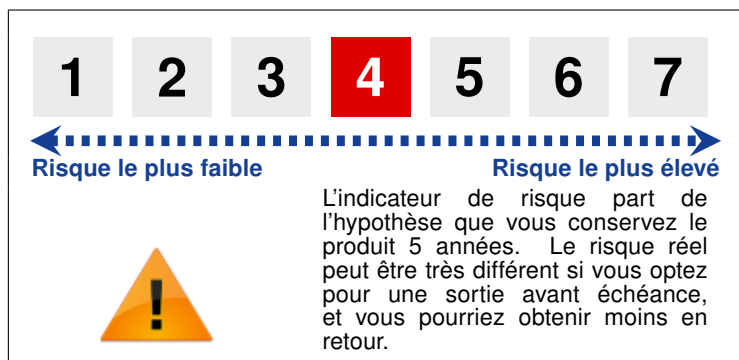 1 2 3 4 5 6 7
Risque le plus faible Risque le plus élevé
L'indicateur de risque part de
l'hypothèse que vous conservez le
produit 5 années. Le risque réel
peut être très différent si vous optez
pour une sortie avant échéance,
et vous pourriez obtenir moins en
retour.